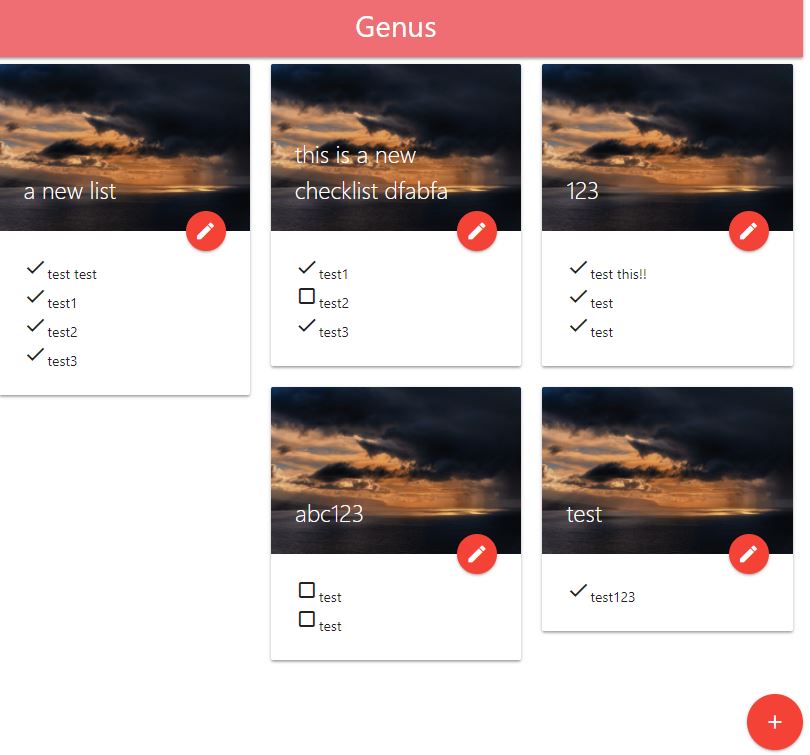 Genus
a new list
test test
test1
test2
test3
this is a new
checklist dfabfa
test1
test2
test3
123
test this!!
test
test
abc123
test
test
test
test123